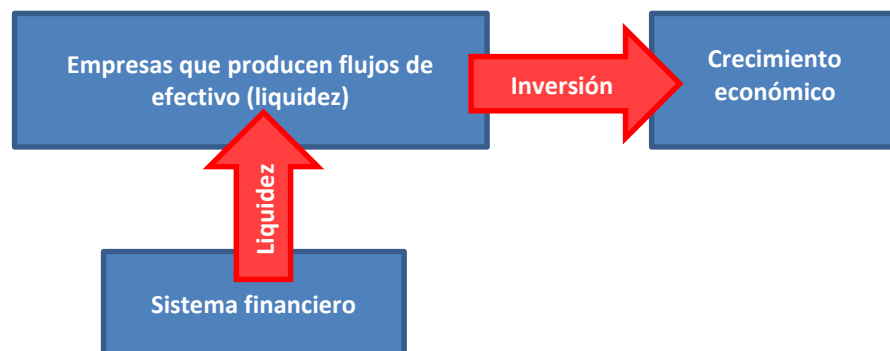 Empresas que producen flujos de
efectivo (liquidez)
Inversión
Crecimiento
económico
Liquidez
Sistema financiero